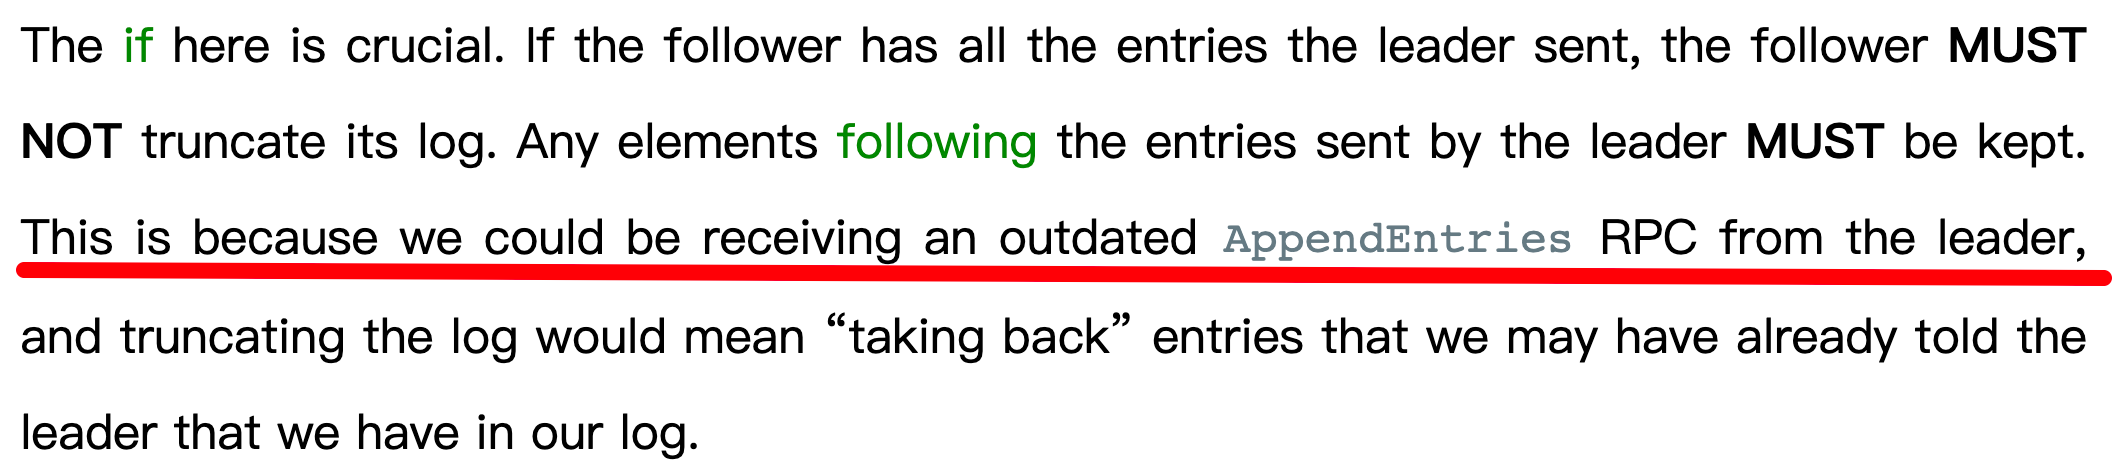 The if here is crucial. If the follower has all the entries the leader sent, the follower MUST
NOT truncate its log. Any elements following the entries sent by the leader MUST be kept.
This is because we could be receiving an outdated AppendEntries RPC from the leader,
and truncating the log would mean “taking back” entries that we may have already told the
leader that we have in our log.